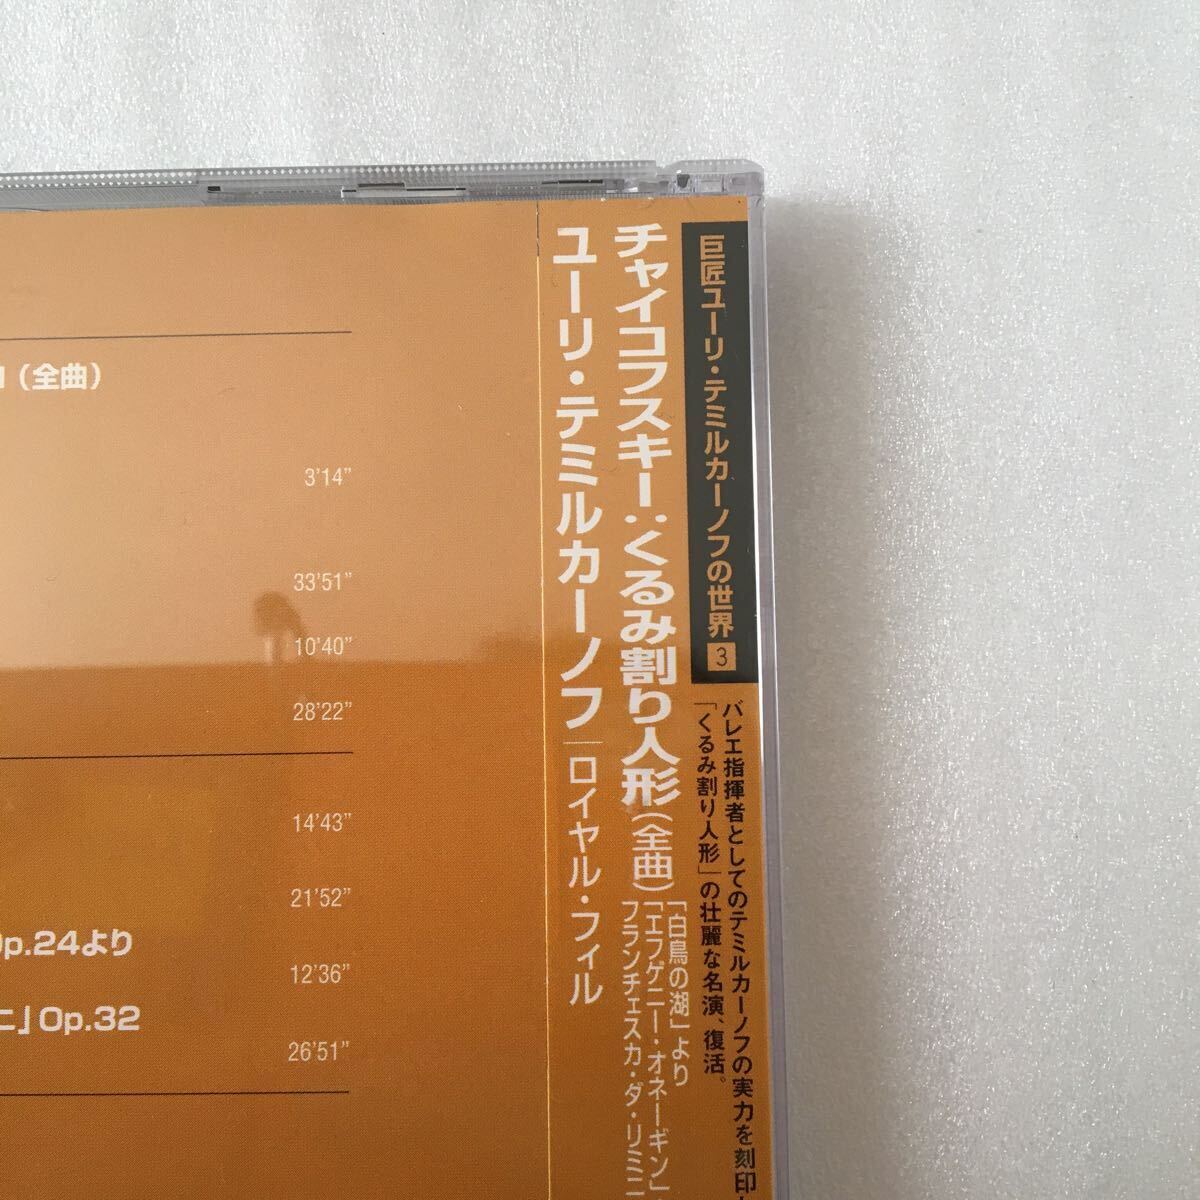 巨匠ユーリ・テミルカーノフの世界 3
バレエ指揮者としてのテミルカーノフの実力を刻印
「くるみ割り人形」の壮麗な名演、復活。
チャイコフスキー：くるみ割り人形（全曲）
「白鳥の湖」より
「エフゲニー・オネーギン」
フランチェスカ・ダ・リミニ
ユーリ・テミルカーノフ｜ロイヤル・フィル
（全曲）
3'14"
33'51"
10'40"
28'22"
14'43"
21'52"
Op.24より
12'36"
ニ」Op.32
26'51"